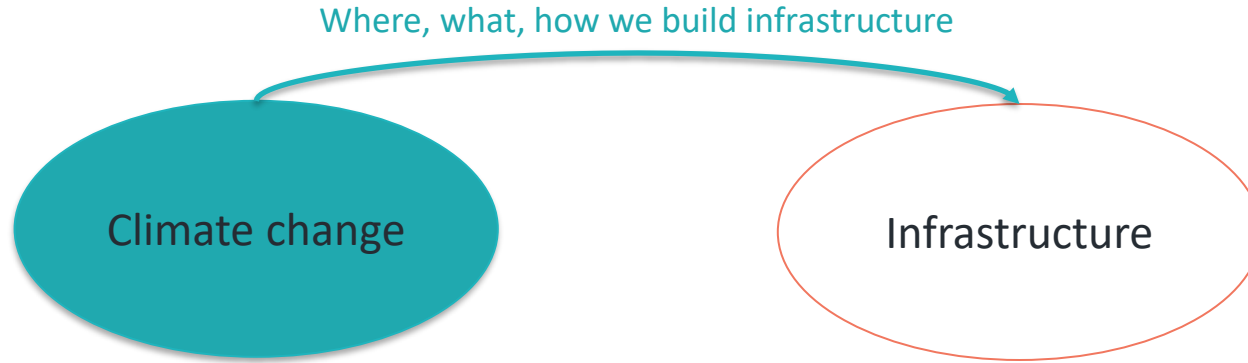 Where, what, how we build infrastructure
Climate change
Infrastructure